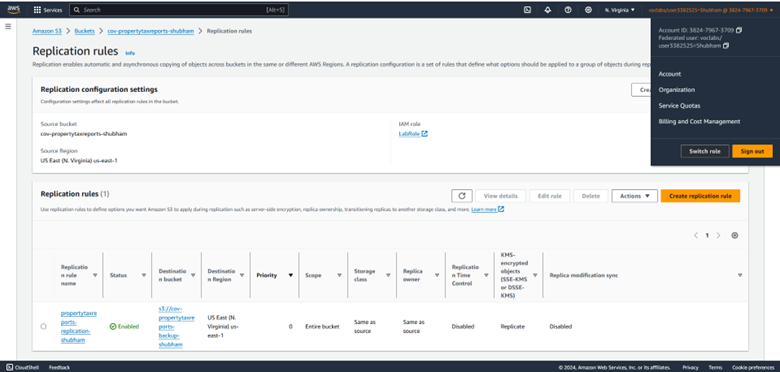 aws
Services
Search
[Alt+S]
N. Virginia
voclabs/user3382525=Shubham @ 3824-7967-3709
Amazon S3 > Buckets > cov-propertytaxreports-shubham > Replication rules
Replication rules Info
Replication enables automatic and asynchronous copying of objects across buckets in the same or different AWS Regions. A replication configuration is a set of rules that define what options should be applied to a group of objects during rep
Account ID: 3824-7967-3709
Federated user: voclabs/
user3382525=Shubham
Account
Organization
Service Quotas
Billing and Cost Management
Switch role
Sign out
Replication configuration settings
Crea
Configuration settings affect all replication rules in the bucket.
Source bucket
cov-propertytaxreports-shubham
IAM role
LabRole
Source Region
US East (N. Virginia) us-east-1
Replication rules (1)
View details
Edit rule
Delete
Actions
Create replication rule
Use replication rules to define options you want Amazon S3 to apply during replication such as server-side encryption, replica ownership, transitioning replicas to another storage class, and more. Learn more
1
Replicatio
n rule
name
Status
Destinatio
n bucket
Destinatio
n Region
Priority
Scope
Storage
class
Replica
owner
Replicatio
n Time
Control
KMS-
encrypted
objects
(SSE-KMS
or DSSE-
KMS)
Replica modification sync
propertytaxre
ports-
replication-
shubham
Enabled
s3://cov-
propertytaxre
ports-
backup-
shubham
US East (N.
Virginia) us-
east-1
0
Entire bucket
Same as
source
Same as
source
Disabled
Replicate
Disabled
CloudShell
Feedback
© 2024, Amazon Web Services, Inc. or its affiliates.
Privacy
Terms
Cookie preferences